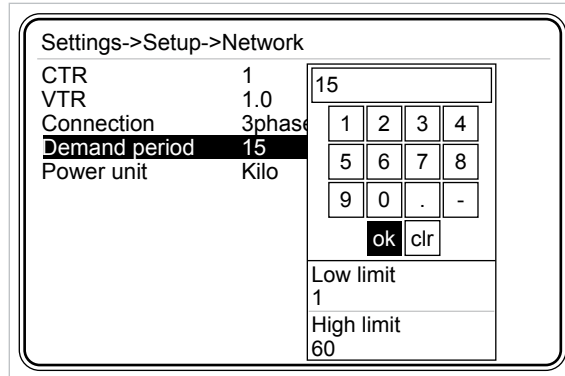 Settings->Setup->Network
CTR 1
VTR 1.0
Connection 3phase
Demand period 15
Power unit Kilo
15
1 2 3 4
5 6 7 8
9 0 . -
ok clr
Low limit
1
High limit
60